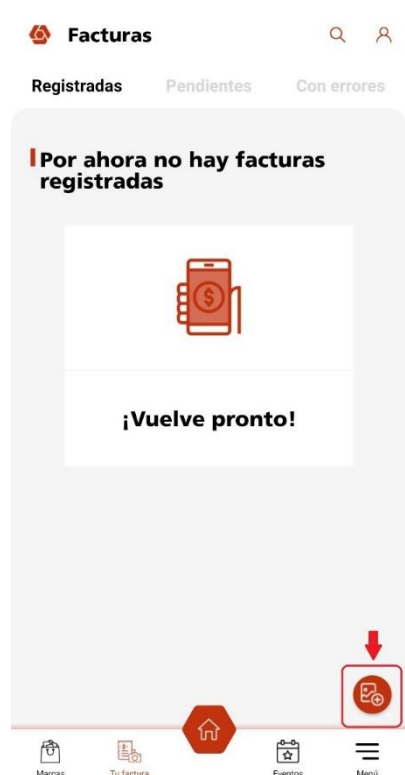 Facturas
Registradas Pendientes Con errores
Por ahora no hay facturas
registradas
$
¡Vuelve pronto!
Marcas Tu factura Eventos Menú